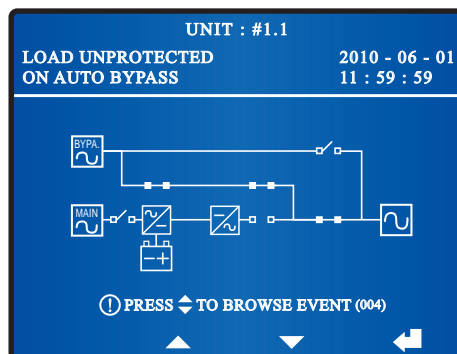 UNIT : #1.1
LOAD UNPROTECTED 2010 - 06 - 01
ON AUTO BYPASS 11 : 59 : 59
BYPA.
MAIN
PRESS TO BROWSE EVENT (004)